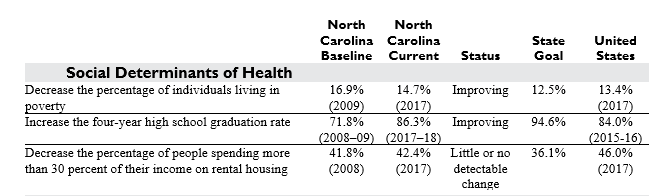 North North
Carolina Carolina State United
Baseline Current Status Goal States
Social Determinants of Health
Decrease the percentage of individuals living in 16.9% 14.7% Improving 12.5% 13.4%
poverty (2009) (2017) (2017)
Increase the four-year high school graduation rate 71.8% 86.3% Improving 94.6% 84.0%
(2008–09) (2017–18) (2015-16)
Decrease the percentage of people spending more 41.8% 42.4% Little or no 36.1% 46.0%
than 30 percent of their income on rental housing (2008) (2017) detectable (2017)
change